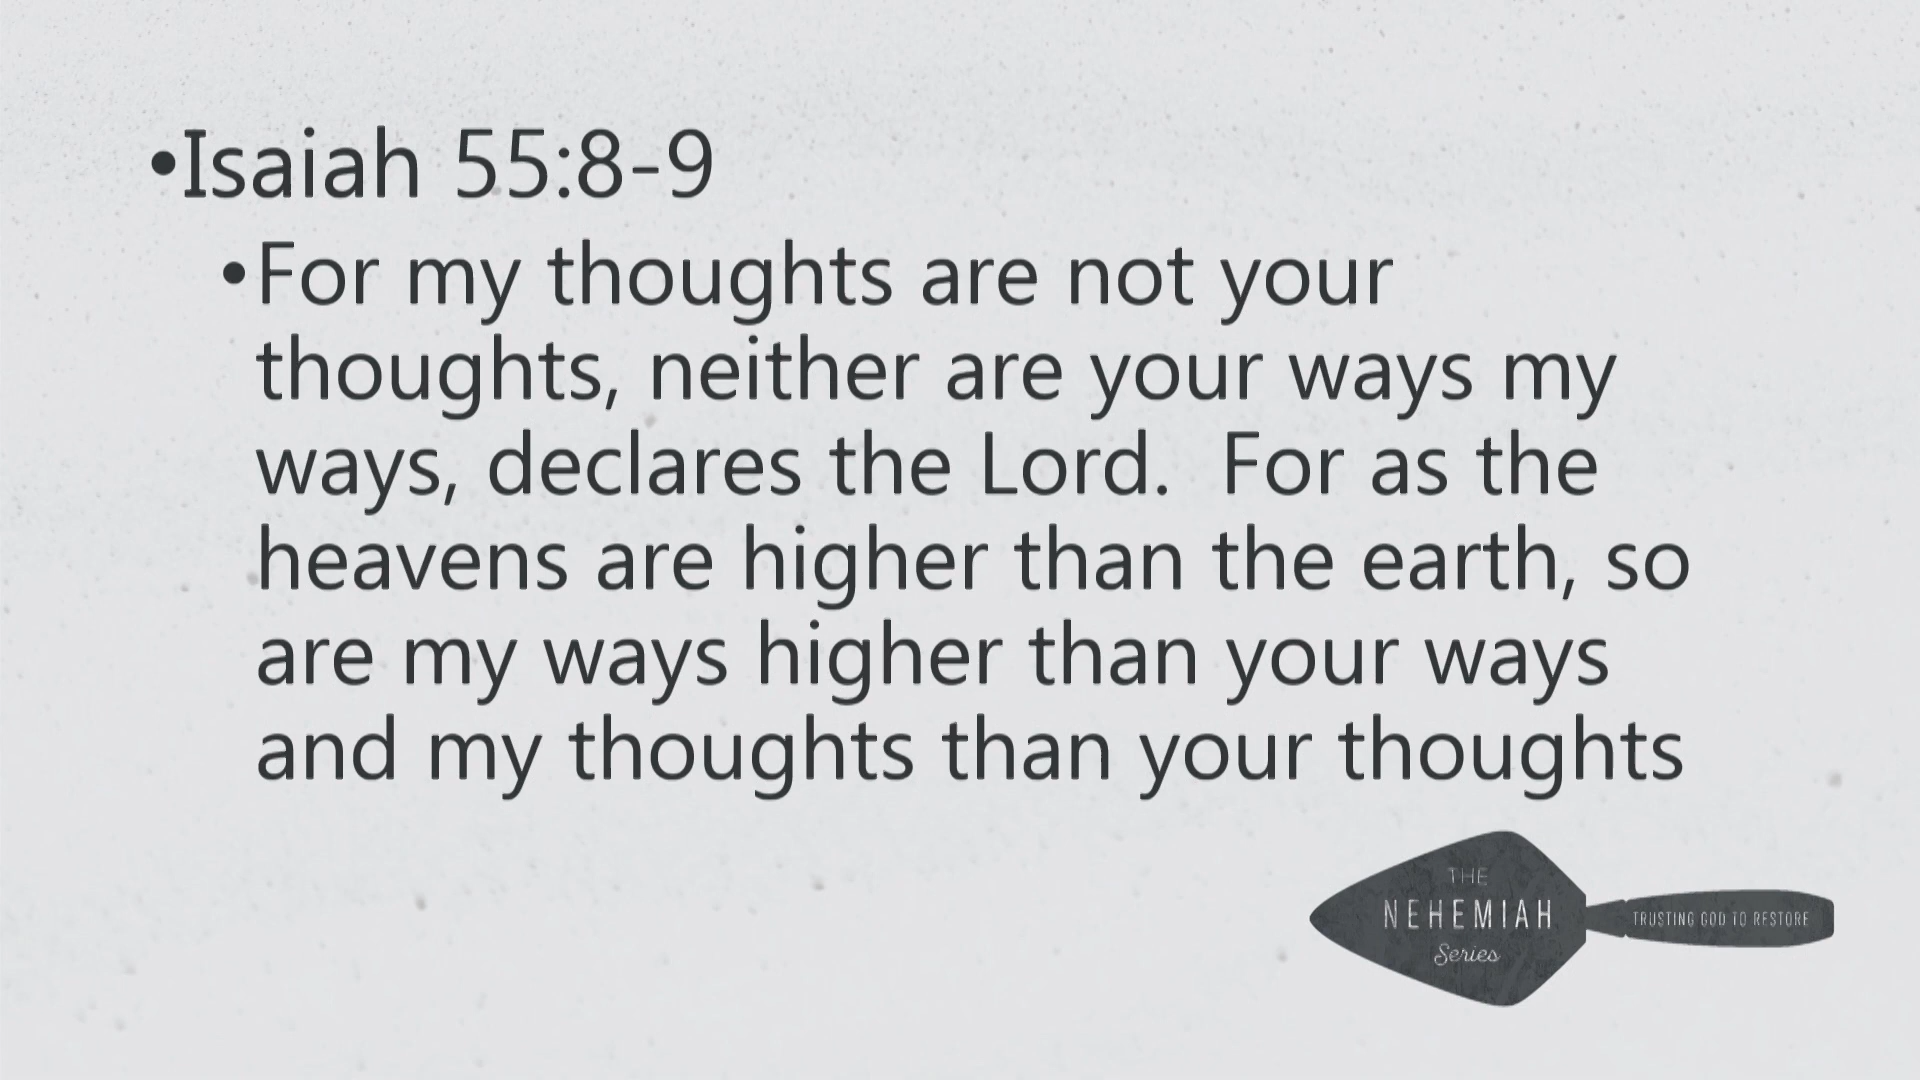 •Isaiah 55:8-9
•For my thoughts are not your
thoughts, neither are your ways my
ways, declares the Lord.  For as the
heavens are higher than the earth, so
are my ways higher than your ways
and my thoughts than your thoughts
THE
NEHEMIAH
Series
TRUSTING GOD TO RESTORE